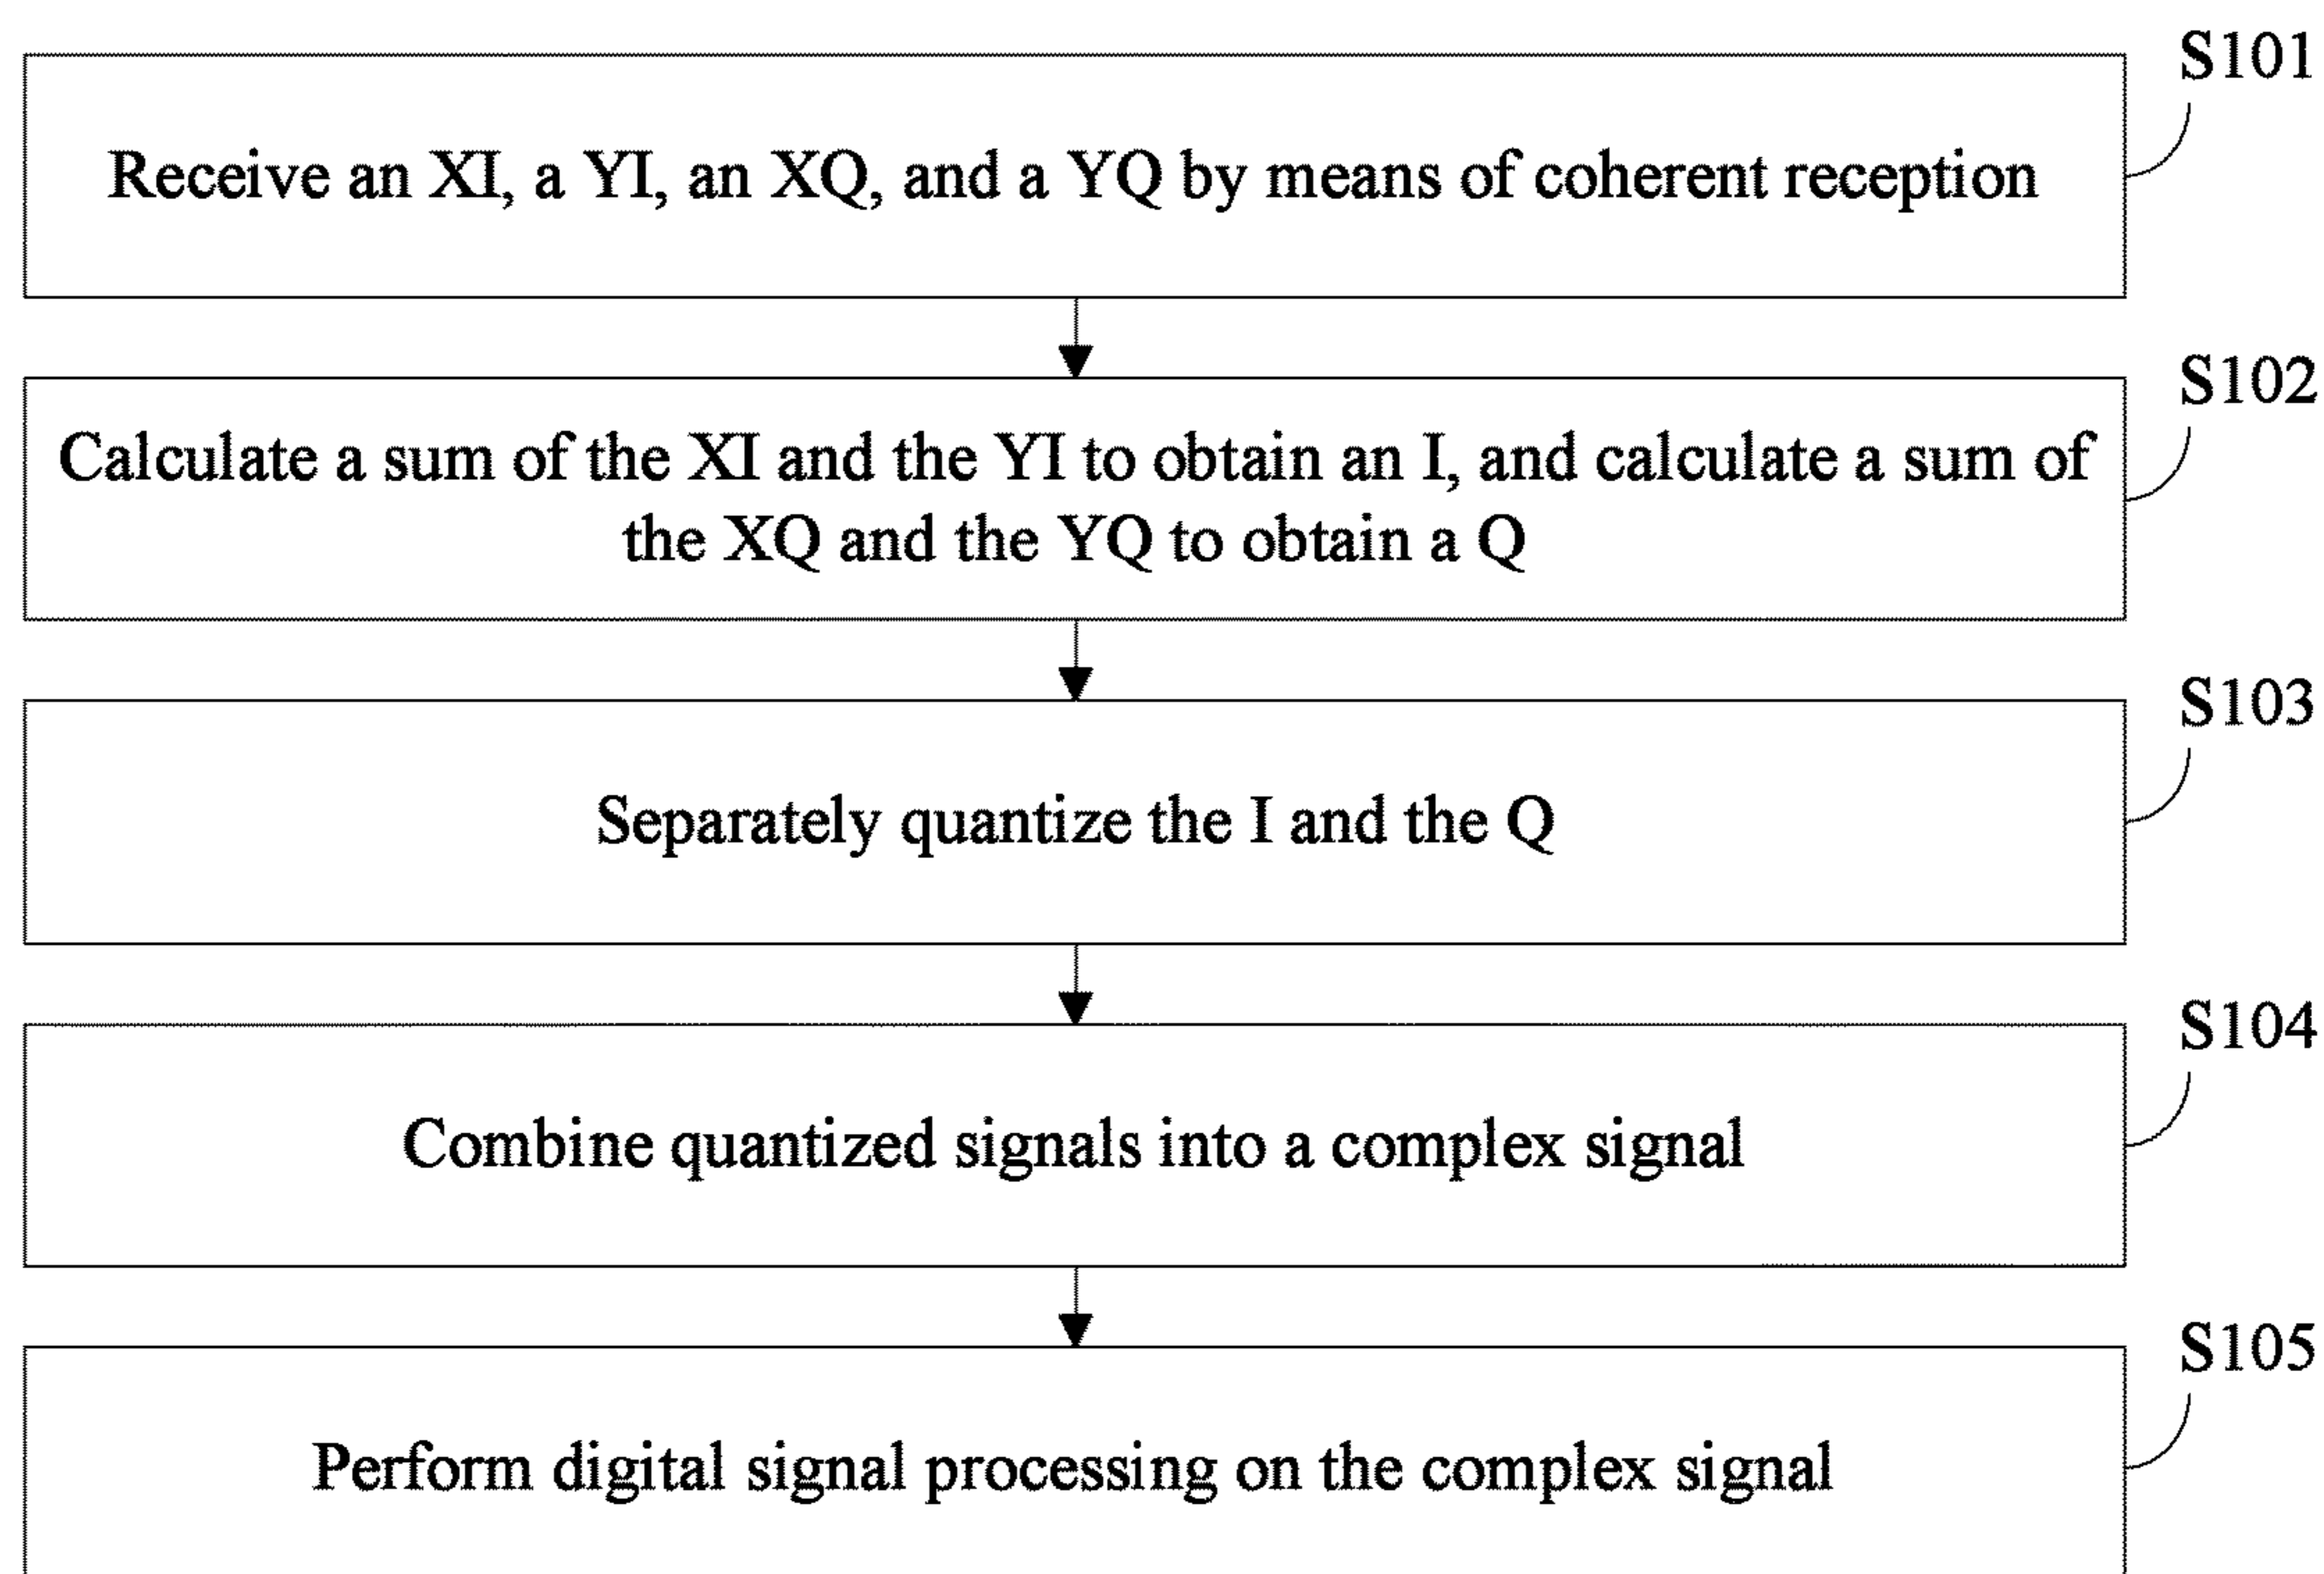 S101
Receive an XI, a YI, an XQ, and a YQ by means of coherent reception
S102
Calculate a sum of the XI and the YI to obtain an I, and calculate a sum of
the XQ and the YQ to obtain a Q
S103
Separately quantize the I and the Q
S104
Combine quantized signals into a complex signal
S105
Perform digital signal processing on the complex signal